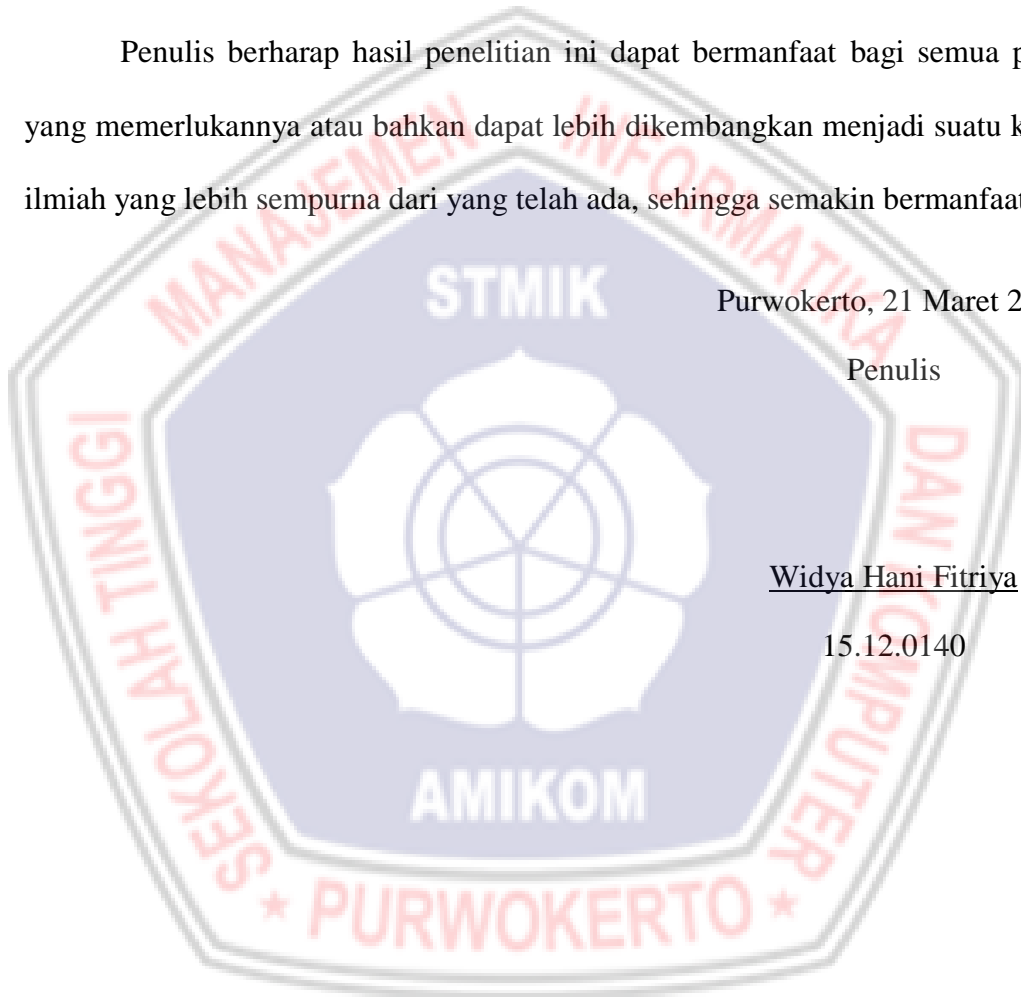 Penulis berharap hasil penelitian ini dapat bermanfaat bagi semua p
yang memerlukannya atau bahkan dapat lebih dikembangkan menjadi suatu k
ilmiah yang lebih sempurna dari yang telah ada, sehingga semakin bermanfaat
Purwokerto, 21 Maret 2
Penulis
Widya Hani Fitriya
15.12.0140
SEKOLAH TINGGI MANAJEMEN INFORMATIKA DAN KOMPUTER
STMIK
AMIKOM
* PURWOKERTO *